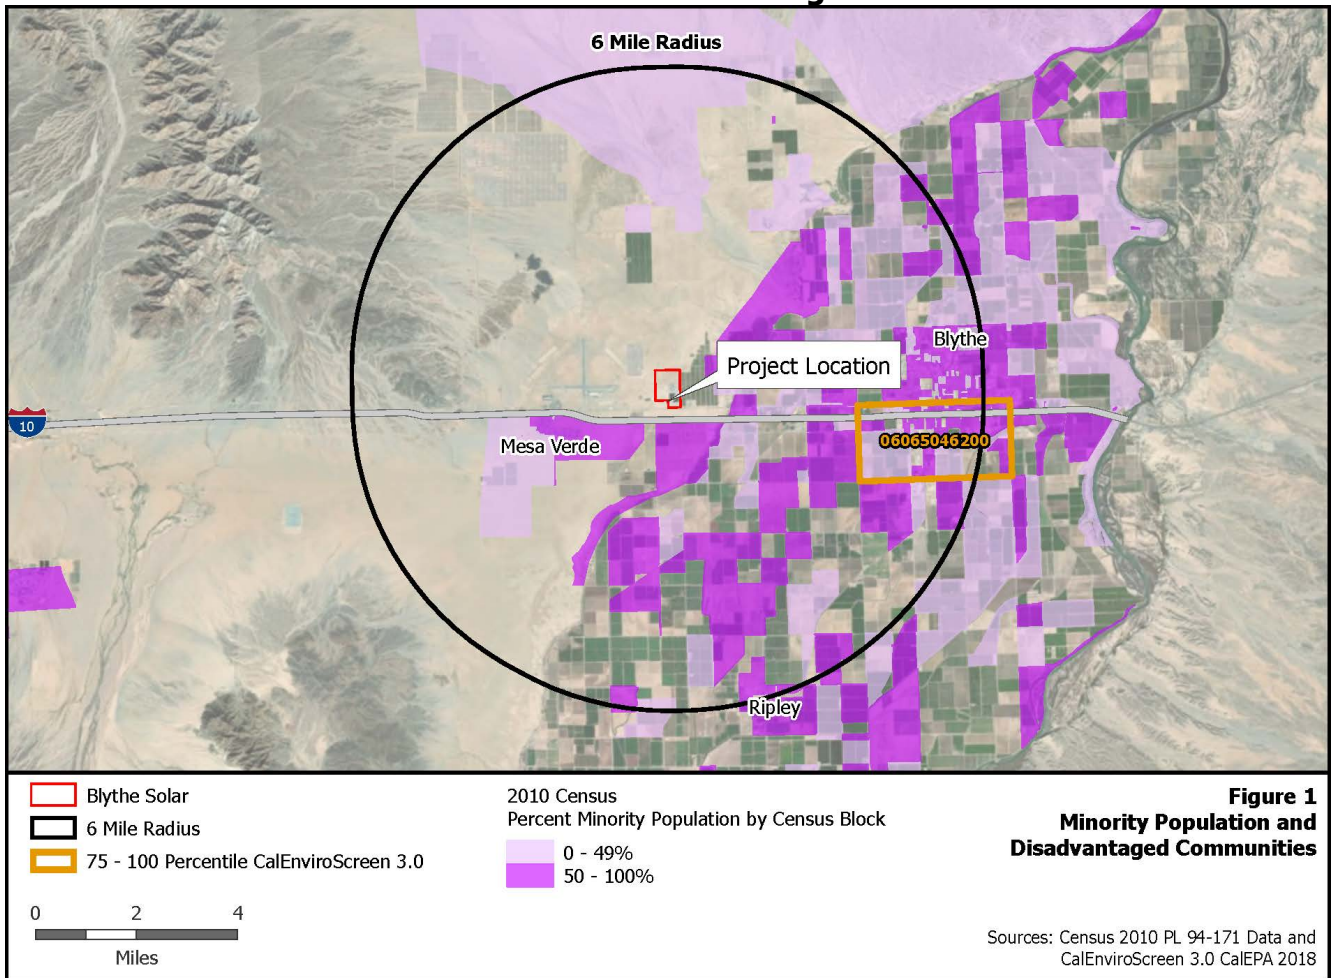 6 Mile Radius
Blythe
Project Location
10
Mesa Verde
06065046200
Ripley
Blythe Solar
6 Mile Radius
75 - 100 Percentile CalEnviroScreen 3.0
0 2 4
Miles
2010 Census
Percent Minority Population by Census Block
0 - 49%
50 - 100%
Figure 1
Minority Population and
Disadvantaged Communities
Sources: Census 2010 PL 94-171 Data and
CalEnviroScreen 3.0 CalEPA 2018